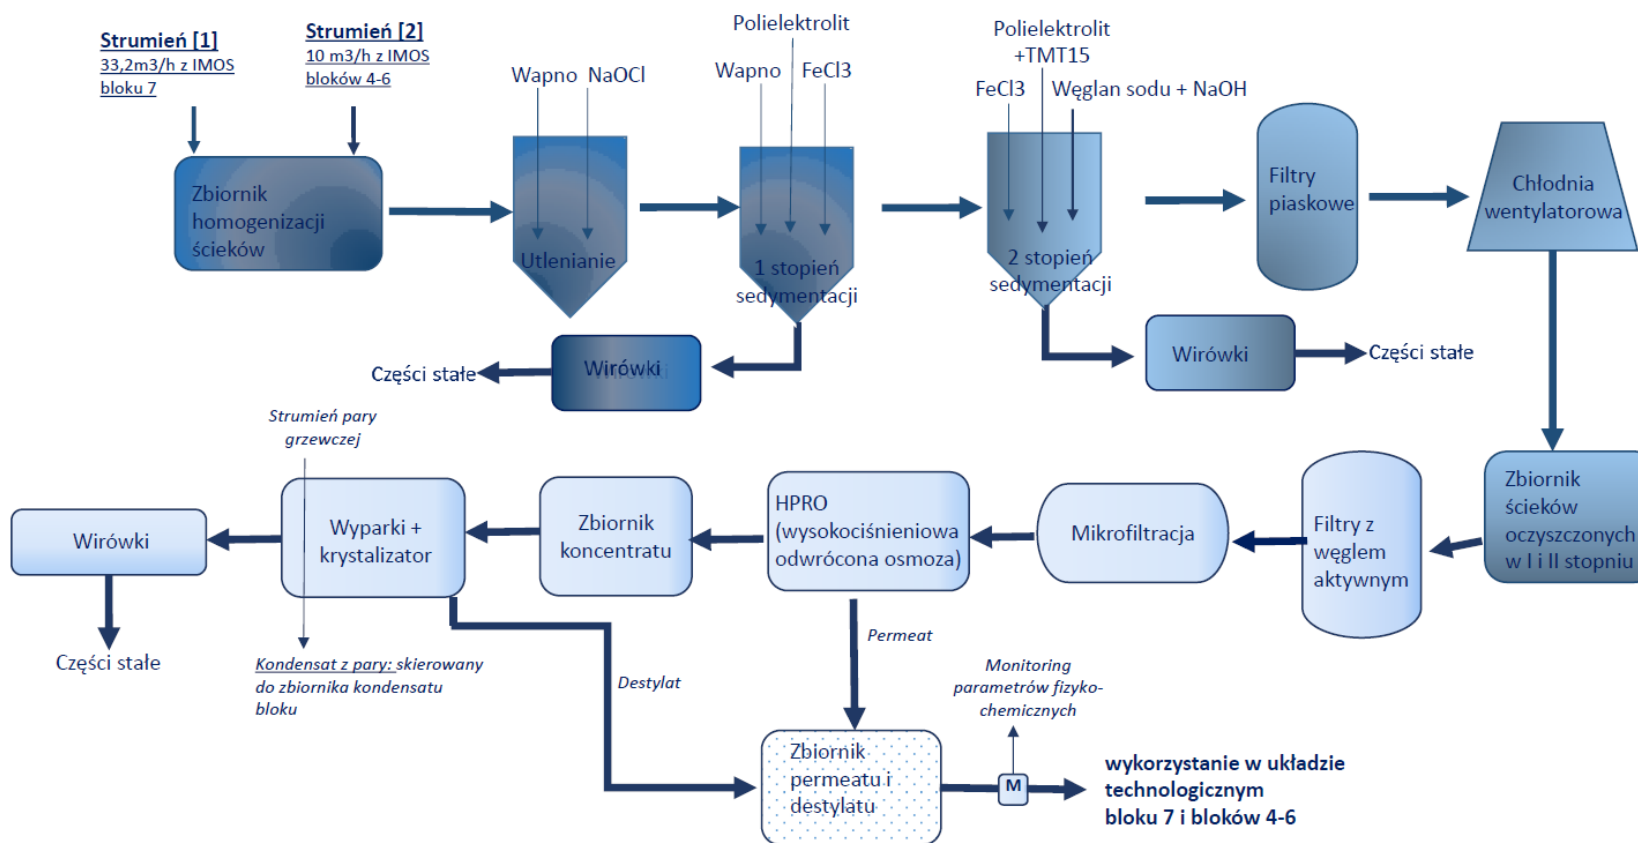 Strumień [1]
33,2m3/h z IMOS
bloku 7
Strumień [2]
10 m3/h z IMOS
bloków 4-6
Wapno
NaOCl
Polielektrolit
Wapno
FeCl3
Polielektrolit
+TMT15
FeCl3
Węglan sodu + NaOH
Zbiornik
homogenizacji
ścieków
Utlenianie
1 stopień
sedymentacji
2 stopień
sedymentacji
Filtry
piaskowe
Chłodnia
wentylatorowa
Części stałe
Wirówki
Wirówki
Części stałe
Strumień pary
grzewczej
Wirówki
Wyparki +
krystalizator
Zbiornik
koncentratu
HPRO
(wysokociśnieniowa
odwrócona osmoza)
Mikrofiltracja
Filtry z
węglem
aktywnym
Zbiornik
ścieków
oczyszczonych
w I i II stopniu
Części stałe
Kondensat z pary: skierowany
do zbiornika kondensatu
bloku
Destylat
Permeat
Monitoring
parametrów fizyko-
chemicznych
Zbiornik
permeatu i
destylatu
M
wykorzystanie w układzie
technologicznym
bloku 7 i bloków 4-6